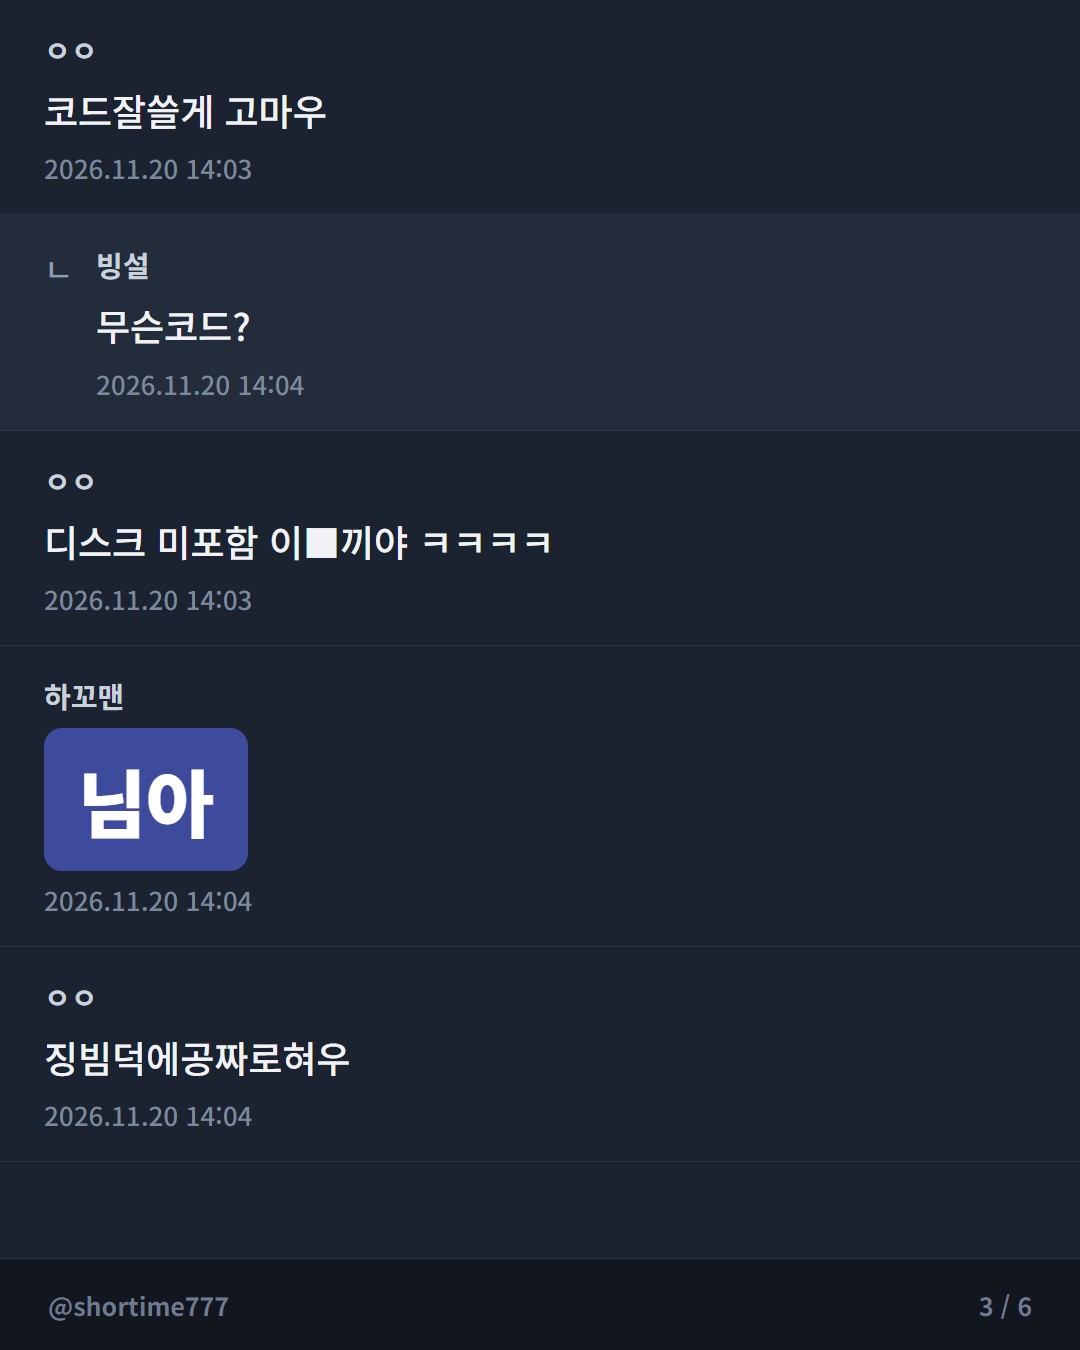 ㅇㅇ
코드잘쓸게 고마우
2026.11.20 14:03
ㄴ 빙설
무슨코드?
2026.11.20 14:04
ㅇㅇ
디스크 미포함 이■끼야 ㅋㅋㅋㅋ
2026.11.20 14:03
하꼬맨
님아
2026.11.20 14:04
ㅇㅇ
징빔덕에공짜로혀우
2026.11.20 14:04
@shortime777
3 / 6